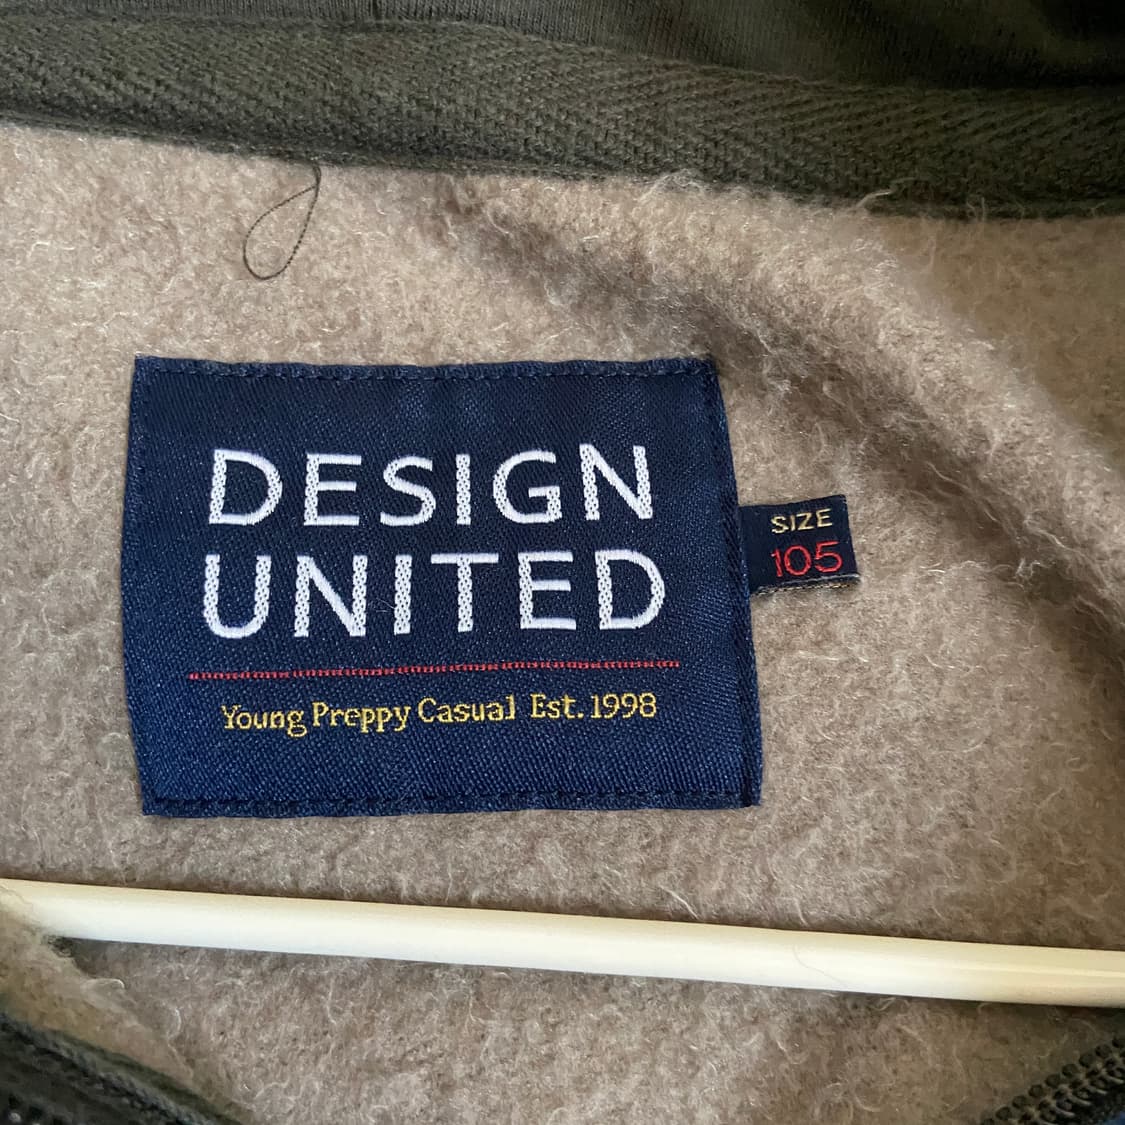 DESIGN
UNITED
Young Preppy Casual Est. 1998
SIZE
105